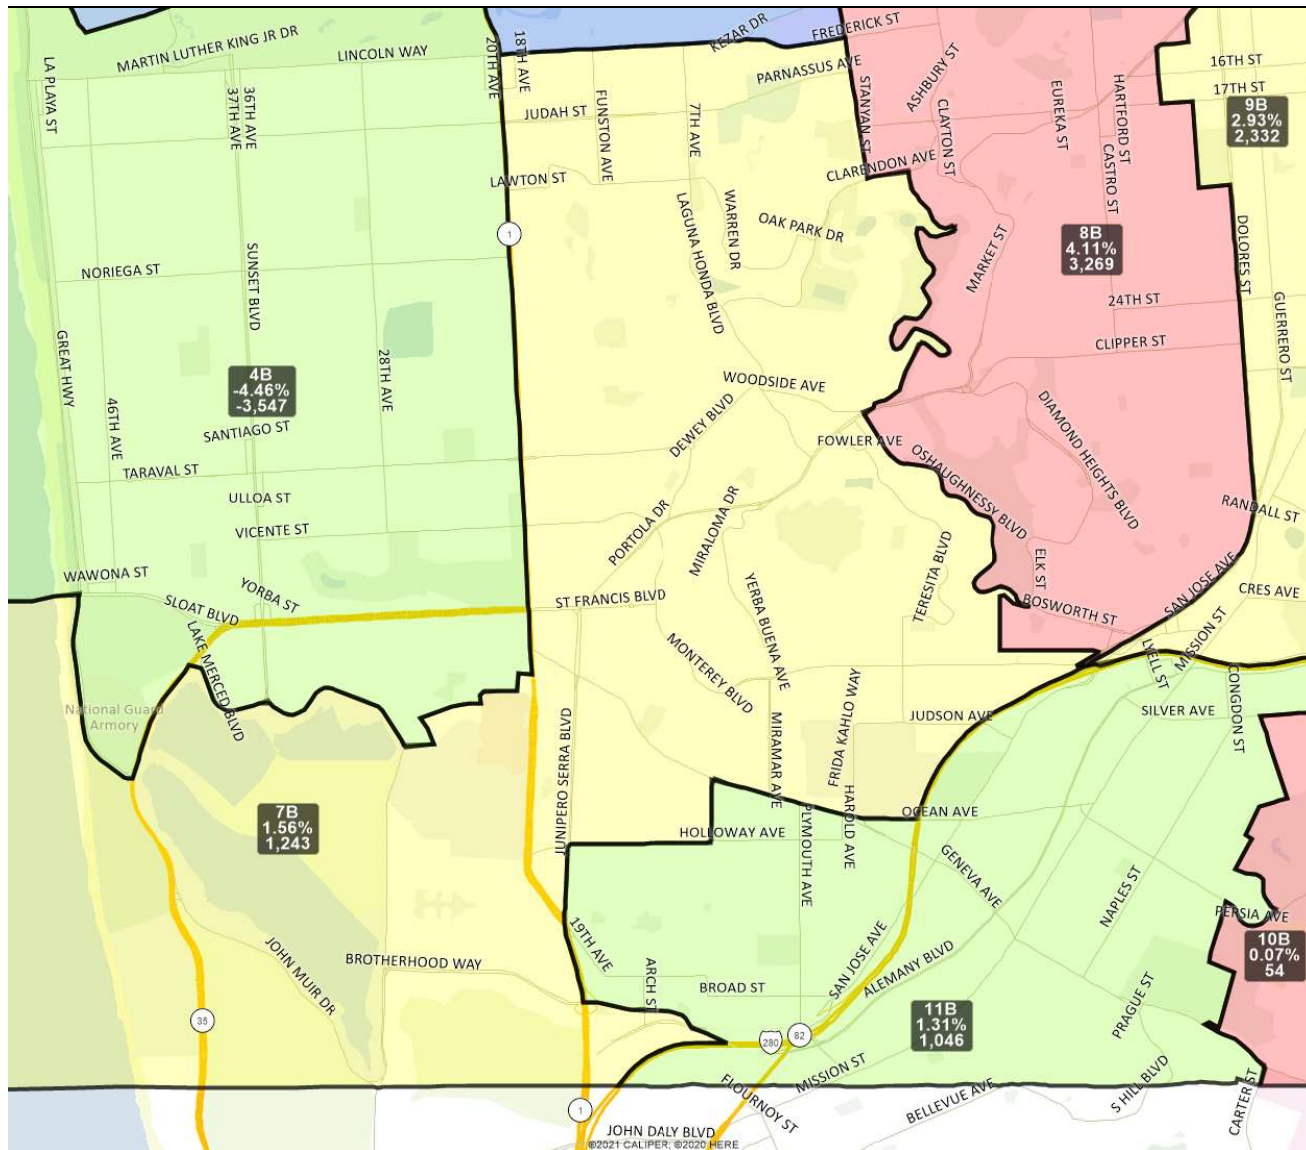 MARTIN LUTHER KING JR DR
LINCOLN WAY
20TH AVE
18TH AVE
KEZAR DR
FREDERICK ST
PARNASSUS AVE
ASHBURY ST
16TH ST
17TH ST
LA PLAYA ST
37TH AVE
36TH AVE
JUDAH ST
FUNSTON AVE
7TH AVE
STANYAN ST
CLAYTON ST
EUREKA ST
HARTFORD ST
CASTRO ST
9B
2.93%
2,332
LAWTON ST
CLARENDON AVE
WARREN DR
OAK PARK DR
LAGUNA HONDA BLVD
MARKET ST
8B
4.11%
3,269
DOLORES ST
1
NORIEGA ST
SUNSET BLVD
24TH ST
GUERRERO ST
GREAT HWY
28TH AVE
CLIPPER ST
4B
-4.46%
-3,547
WOODSIDE AVE
46TH AVE
SANTIAGO ST
DEWEY BLVD
FOWLER AVE
DIAMOND HEIGHTS BLVD
TARAVAL ST
OSHAUGHNESSY BLVD
ULLOA ST
VICENTE ST
PORTOLA DR
MIRALOMA DR
RANDALL ST
WAWONA ST
YORBA ST
SLOAT BLVD
ST FRANCIS BLVD
YERBA BUENA AVE
TERESITA BLVD
ELK ST
BOSWORTH ST
SAN JOSE AVE
CRES AVE
LAKE MERCED BLVD
MONTEREY BLVD
LYELL ST
MISSION ST
CONGDON ST
National Guard
Armory
FRIDA KAHLO WAY
JUDSON AVE
SILVER AVE
JUNIPERO SERRA BLVD
MIRAMAR AVE
7B
1.56%
1,243
HOLLOWAY AVE
PLYMOUTH AVE
HAROLD AVE
OCEAN AVE
GENEVA AVE
NAPLES ST
PERSIA AVE
10B
0.07%
54
19TH AVE
JOHN MUIR DR
BROTHERHOOD WAY
ARCH ST
BROAD ST
SAN JOSE AVE
ALEMANY BLVD
PRAGUE ST
35
11B
1.31%
1,046
280
82
MISSION ST
FLOURNOY ST
BELLEVUE AVE
S HILL BLVD
CARTER ST
1
JOHN DALY BLVD
©2021 CALIPER; ©2020 HERE